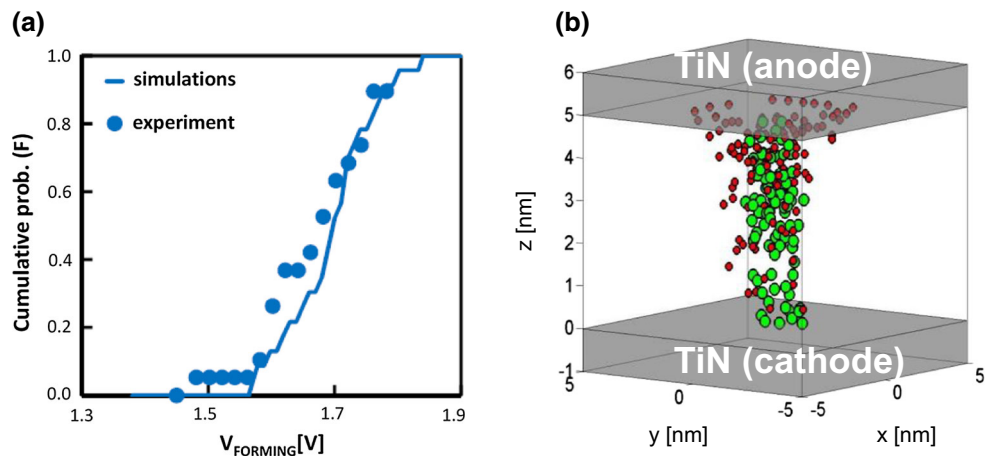 (a)
simulations
experiment
Cumulative prob. (F)
1.0
0.8
0.6
0.4
0.2
0.0
1.3
1.5
1.7
1.9
V_FORMING[V]
(b)
TiN (anode)
TiN (cathode)
z [nm]
6
5
4
3
2
1
0
-1
5
0
-5
y [nm]
-5
0
5
x [nm]